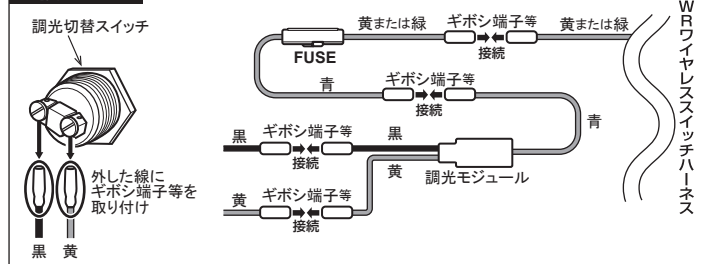 調光切替スイッチ
外した線に
ギボシ端子等を
取り付け
黒 黄
黄または緑 ギボシ端子等 黄または緑
接続
FUSE
青 ギボシ端子等
接続
青
黒 ギボシ端子等 黒
接続
黄 調光モジュール
黄 ギボシ端子等
接続
WRワイヤレススイッチハーネス